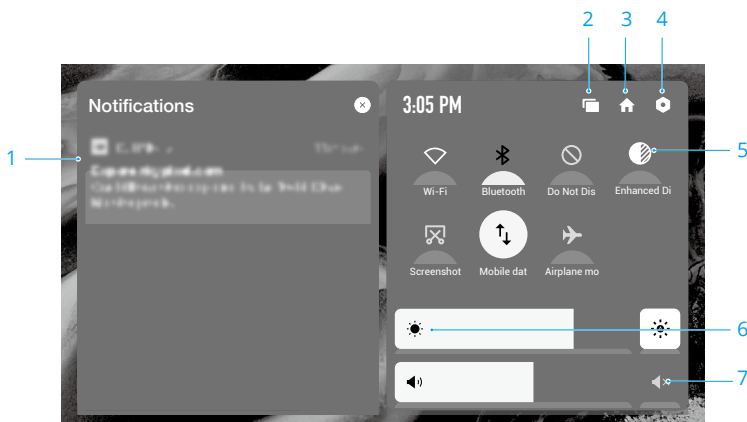 2 3 4
Notifications
3:05 PM
1
5
Wi-Fi Bluetooth Do Not Dis Enhanced Di
Screenshot Mobile dat Airplane mo
6
7